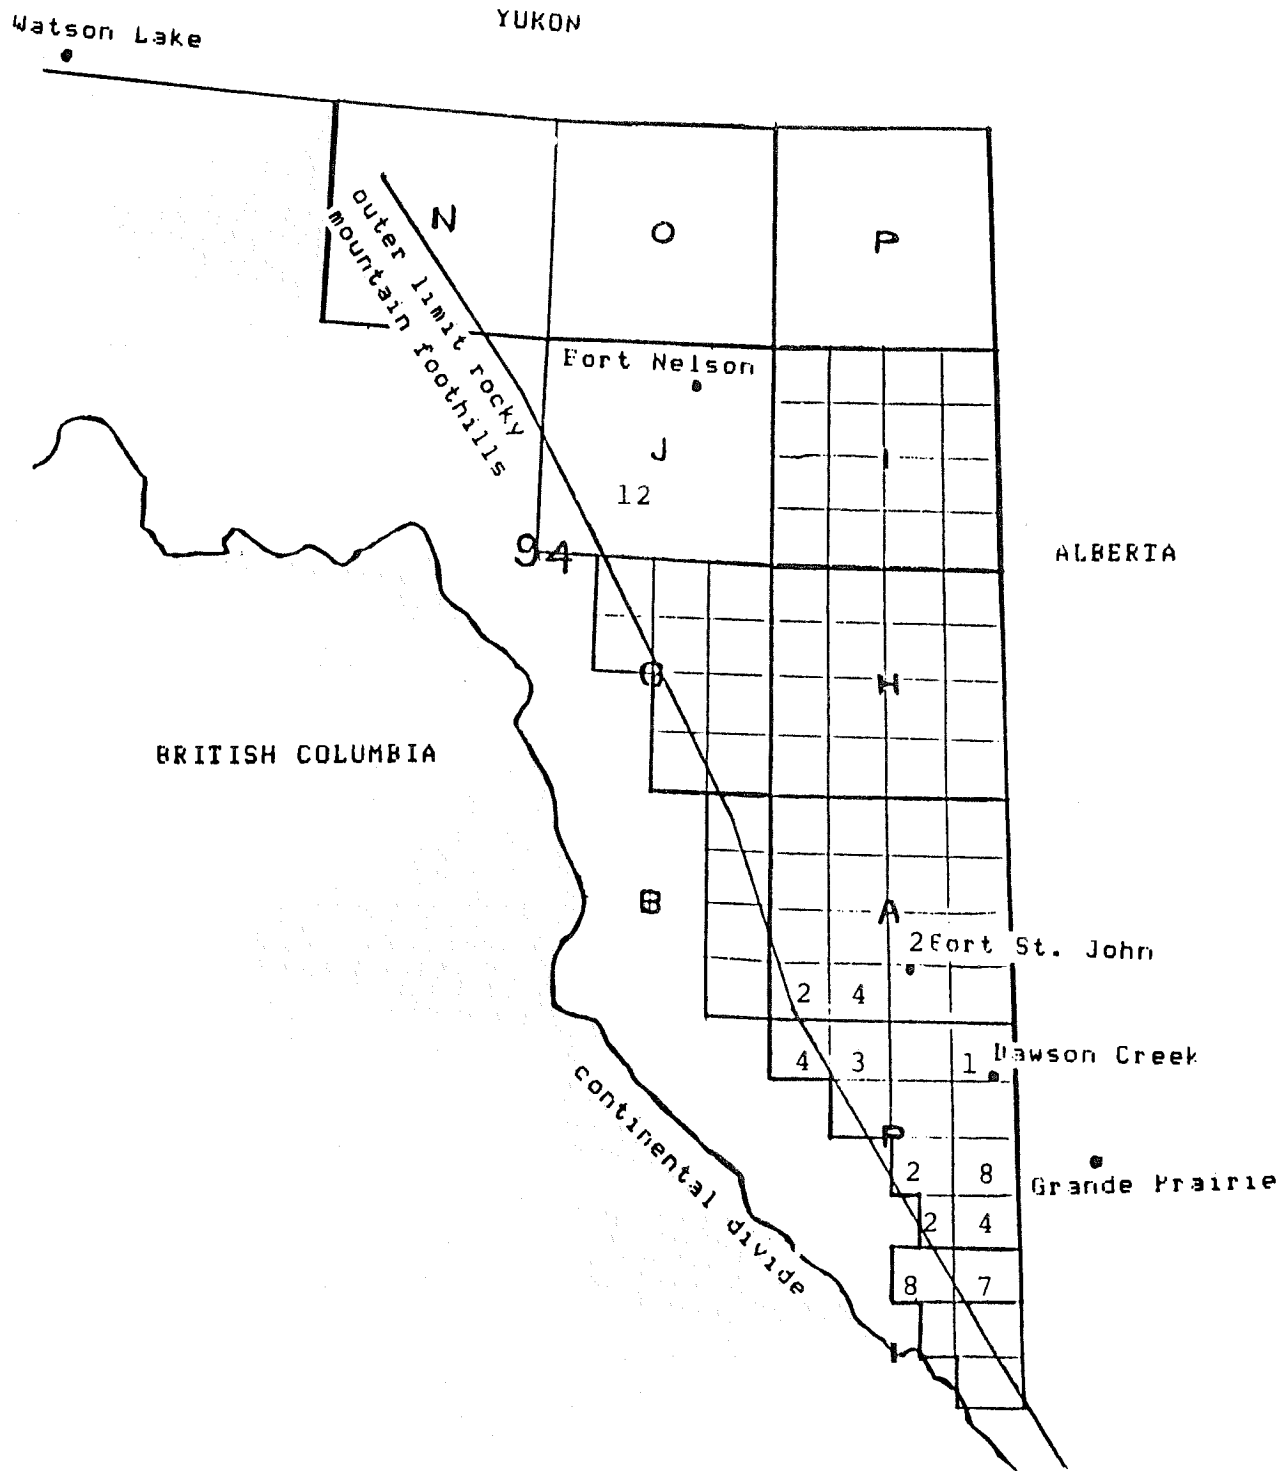 YUKON
Watson Lake
N
O
P
outer limit rocky
mountain foothills
Fort Nelson
J
I
12
94
ALBERTA
G
H
BRITISH COLUMBIA
B
A
2 Fort St. John
2 4
4 3 1 Dawson Creek
continental divide
P
2 8
Grande Prairie
2 4
8 7
I